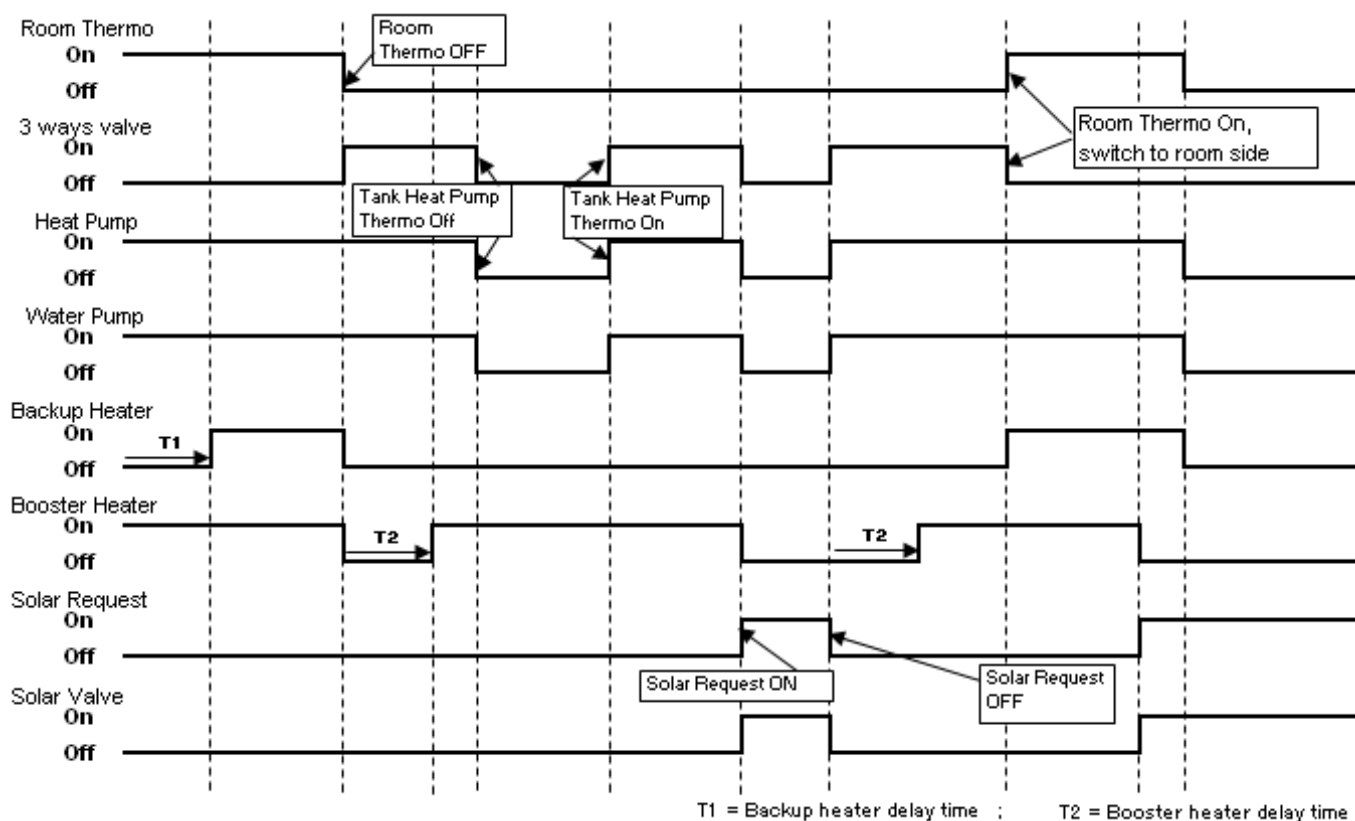 Room Thermo
On
Off
Room
Thermo OFF
3 ways valve
On
Off
Room Thermo On,
switch to room side
Tank Heat Pump
Thermo Off
Tank Heat Pump
Thermo On
Heat Pump
On
Off
Water Pump
On
Off
Backup Heater
On
T1
Off
Booster Heater
On
T2
T2
Off
Solar Request
On
Off
Solar Request ON
Solar Request
OFF
Solar Valve
On
Off
T1 = Backup heater delay time ; T2 = Booster heater delay time